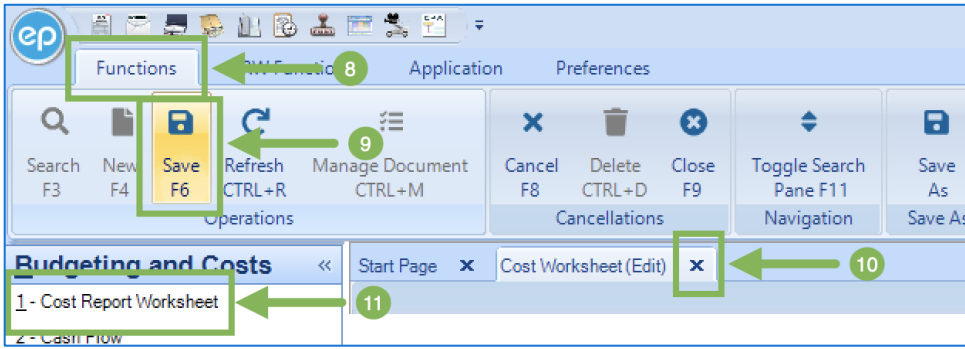 ep
Functions 8 Application Preferences
9
Search New Save Refresh Manage Document Cancel Delete Close Toggle Search Save
F3 F4 F6 CTRL+R CTRL+M F8 CTRL+D F9 Pane F11 As
Operations Cancellations Navigation Save As
Budgeting and Costs « Start Page x Cost Worksheet (Edit) x 10
1 - Cost Report Worksheet 11
2 - Cash Flow